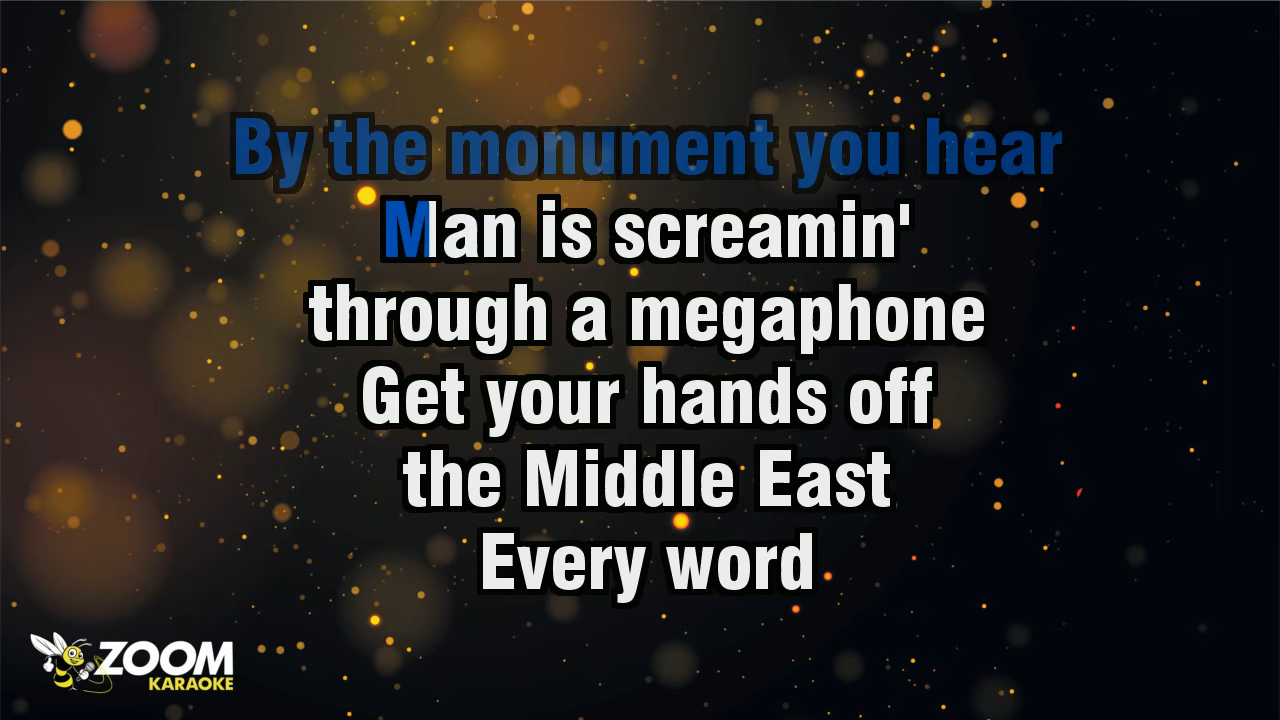 By the monument you hear
Man is screamin'
through a megaphone
Get your hands off
the Middle East
Every word
ZOOM
KARAOKE